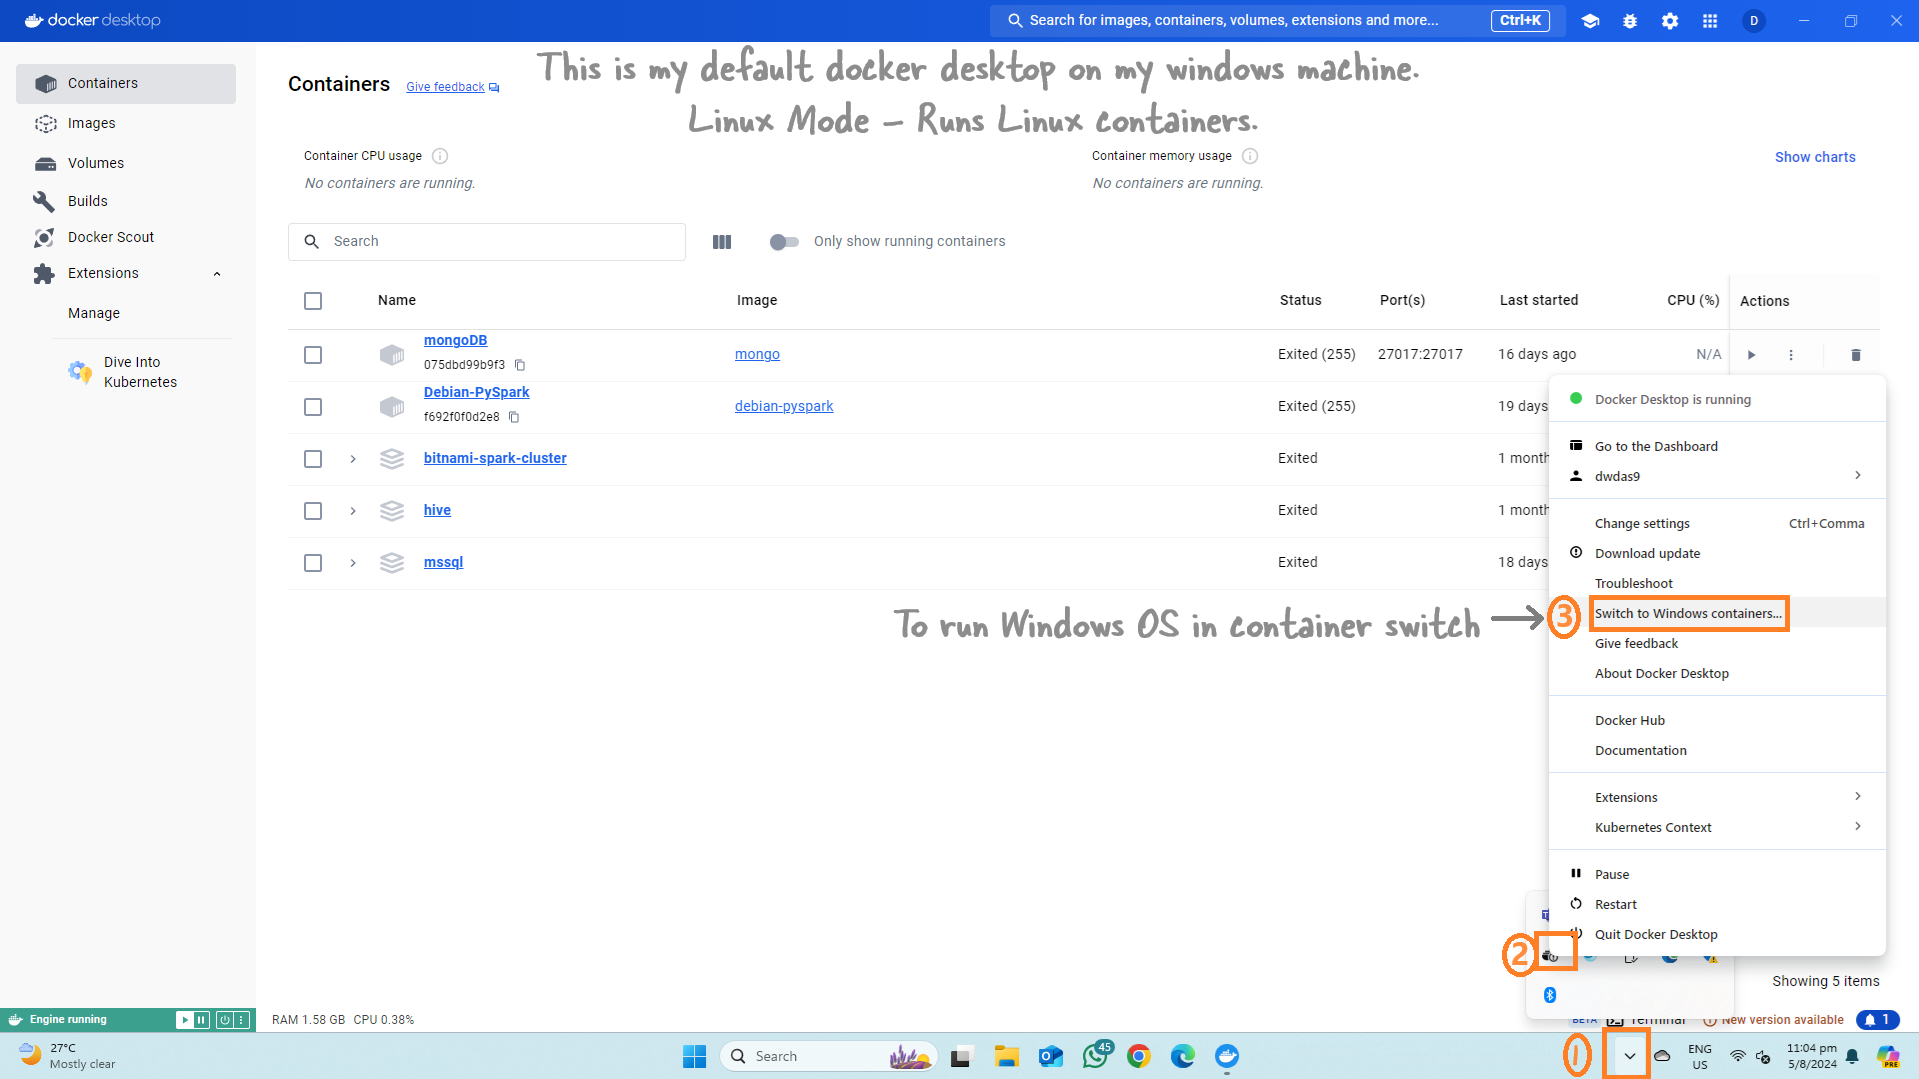 docker desktop
Search for images, containers, volumes, extensions and more...
Ctrl+K
D
Containers
Images
Volumes
Builds
Docker Scout
Extensions
Manage
Dive Into
Kubernetes
Containers
Give feedback
This is my default docker desktop on my windows machine.
Linux Mode – Runs Linux containers.
Container CPU usage
No containers are running.
Container memory usage
No containers are running.
Show charts
Search
Only show running containers
Name Image Status Port(s) Last started CPU (%) Actions
mongoDB
075dbd99b9f3
mongo
Exited (255)
27017:27017
16 days ago
N/A
Debian-PySpark
f692f0f0d2e8
debian-pyspark
Exited (255)
19 days
bitnami-spark-cluster
Exited
1 month
hive
Exited
1 month
mssql
Exited
18 days
To run Windows OS in container switch
3
Docker Desktop is running
Go to the Dashboard
dwdas9
Change settings Ctrl+Comma
Download update
Troubleshoot
Switch to Windows containers...
Give feedback
About Docker Desktop
Docker Hub
Documentation
Extensions
Kubernetes Context
Pause
Restart
Quit Docker Desktop
2
Showing 5 items
Engine running
RAM 1.58 GB CPU 0.38%
BETA
Terminal
New version available
1
27°C
Mostly clear
Search
45
1
ENG
US
11:04 pm
5/8/2024
PRE